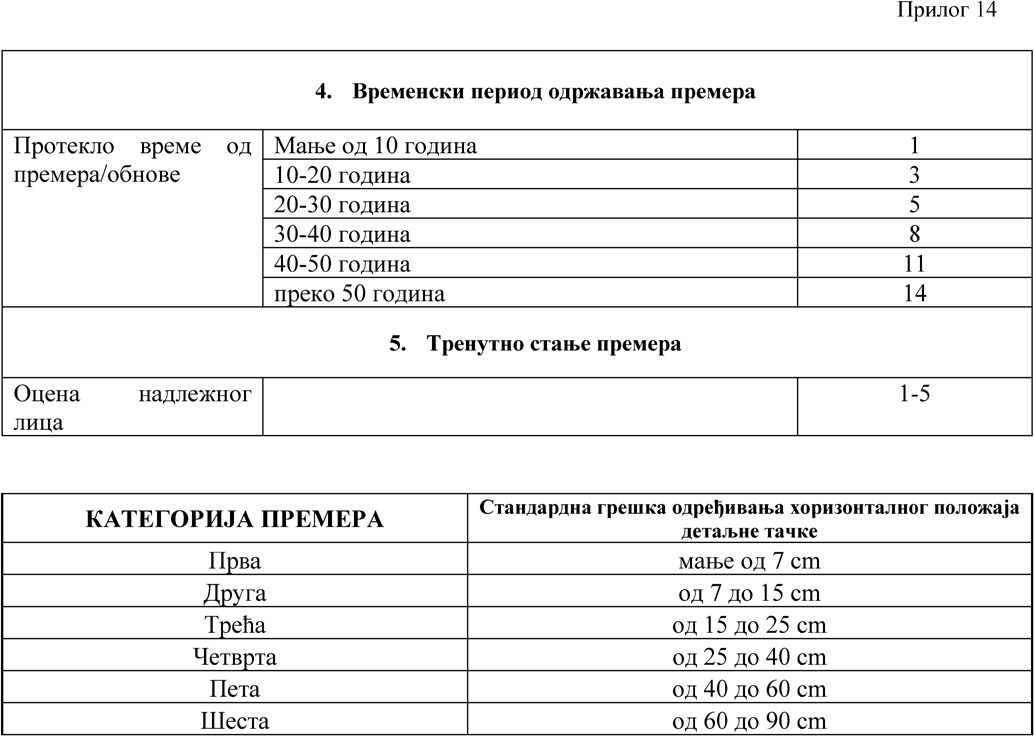 Прилог 14
4. Временски период одржавања премера
Протекло време од
премера/обнове
Мање од 10 година 1
10-20 година 3
20-30 година 5
30-40 година 8
40-50 година 11
преко 50 година 14
5. Тренутно стање премера
Оцена надлежног
лица
1-5
КАТЕГОРИЈА ПРЕМЕРА
Стандардна грешка одређивања хоризонталног положаја
детаљне тачке
Прва мање од 7 cm
Друга од 7 до 15 cm
Трећа од 15 до 25 cm
Четврта од 25 до 40 cm
Пета од 40 до 60 cm
Шеста од 60 до 90 cm